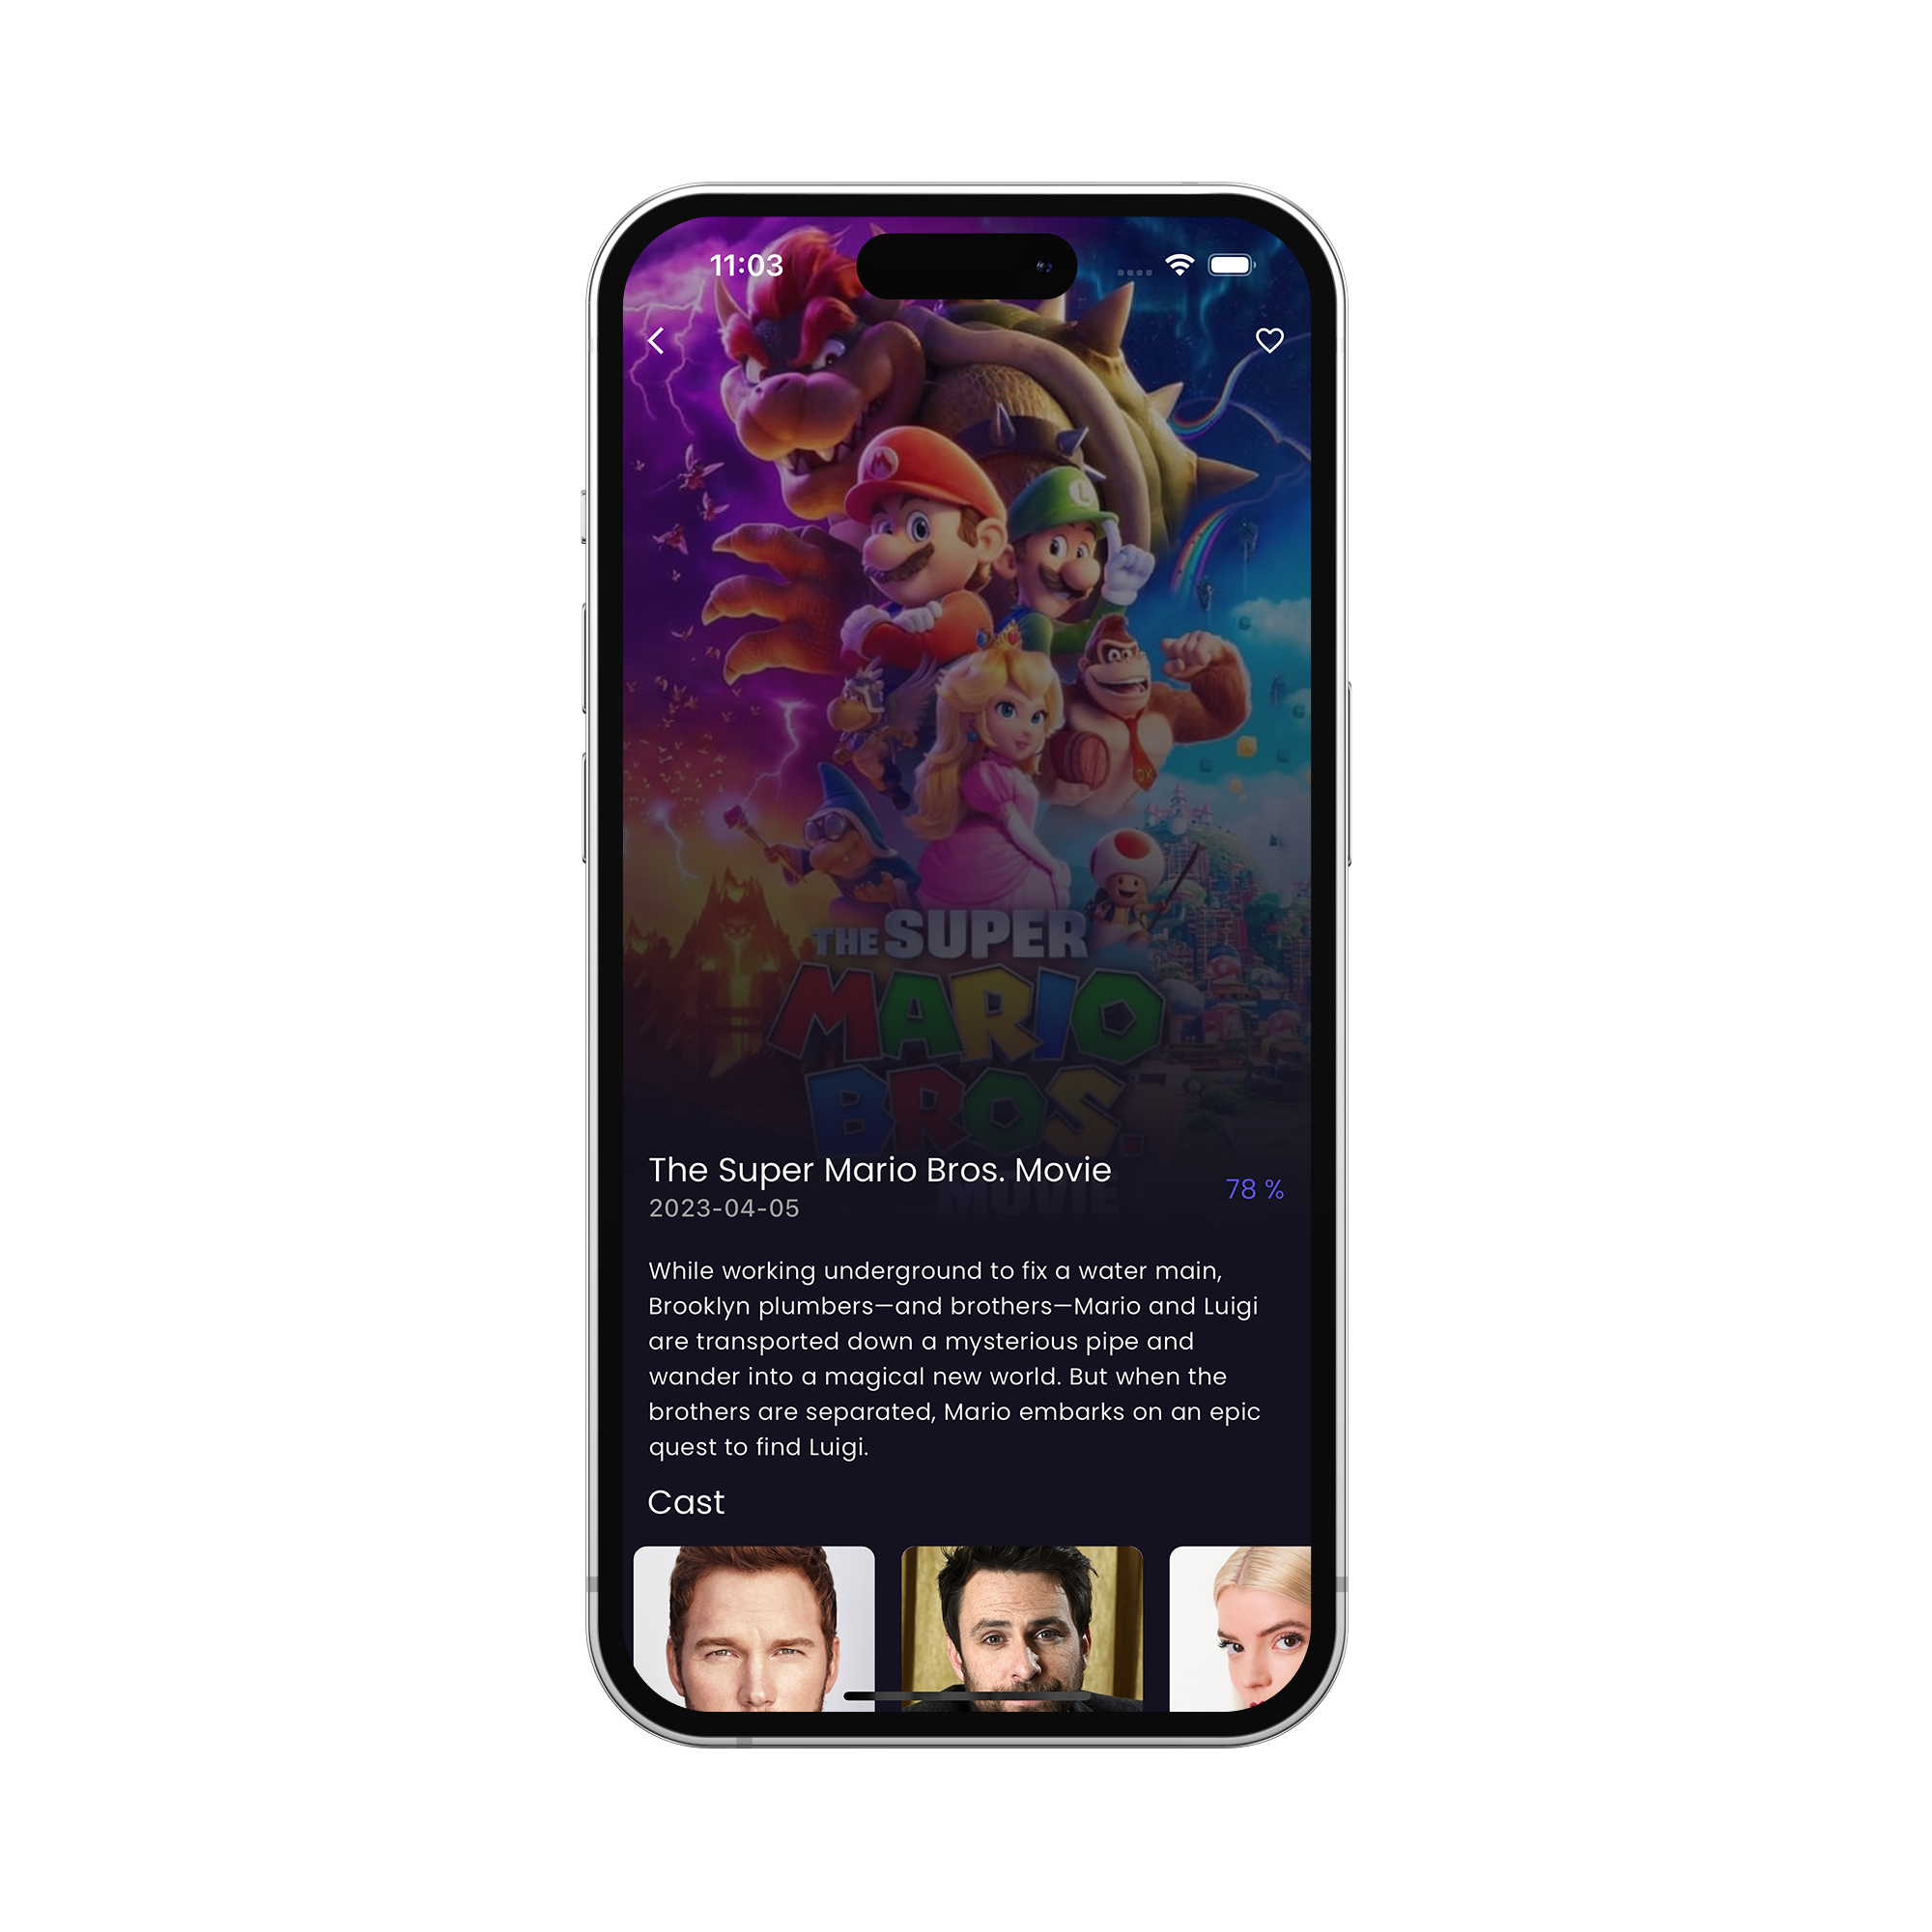 11:03
M
L
DK
THE SUPER
MARIO
BROS.
MOVIE
The Super Mario Bros. Movie
78 %
2023-04-05
While working underground to fix a water main,
Brooklyn plumbers—and brothers—Mario and Luigi
are transported down a mysterious pipe and
wander into a magical new world. But when the
brothers are separated, Mario embarks on an epic
quest to find Luigi.
Cast